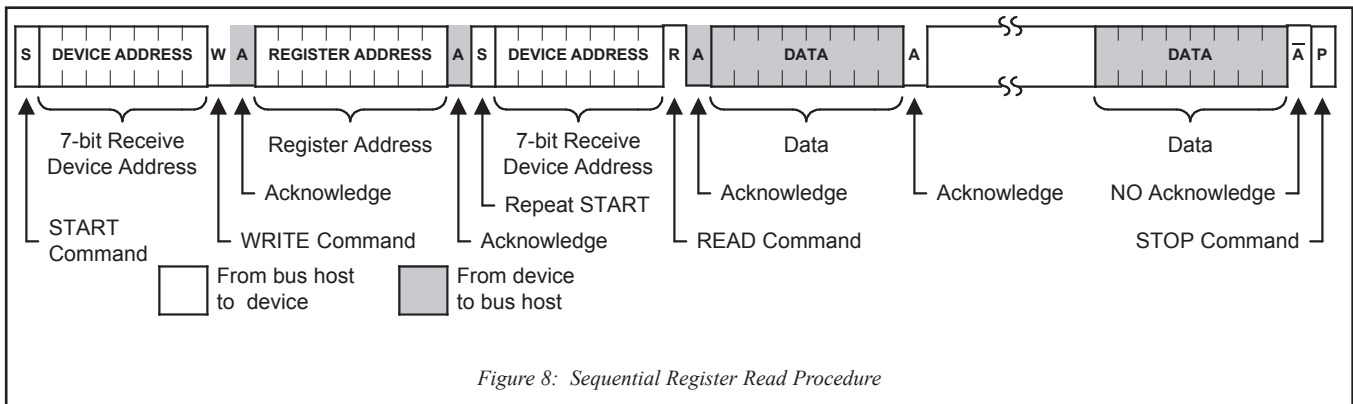 S DEVICE ADDRESS W A REGISTER ADDRESS A S DEVICE ADDRESS R A DATA A DATA A̅ P
7-bit Receive
Device Address
Register Address
7-bit Receive
Device Address
Data
Data
Acknowledge
Repeat START
Acknowledge
Acknowledge
NO Acknowledge
START
Command
WRITE Command
Acknowledge
READ Command
STOP Command
From bus host
to device
From device
to bus host
Figure 8: Sequential Register Read Procedure